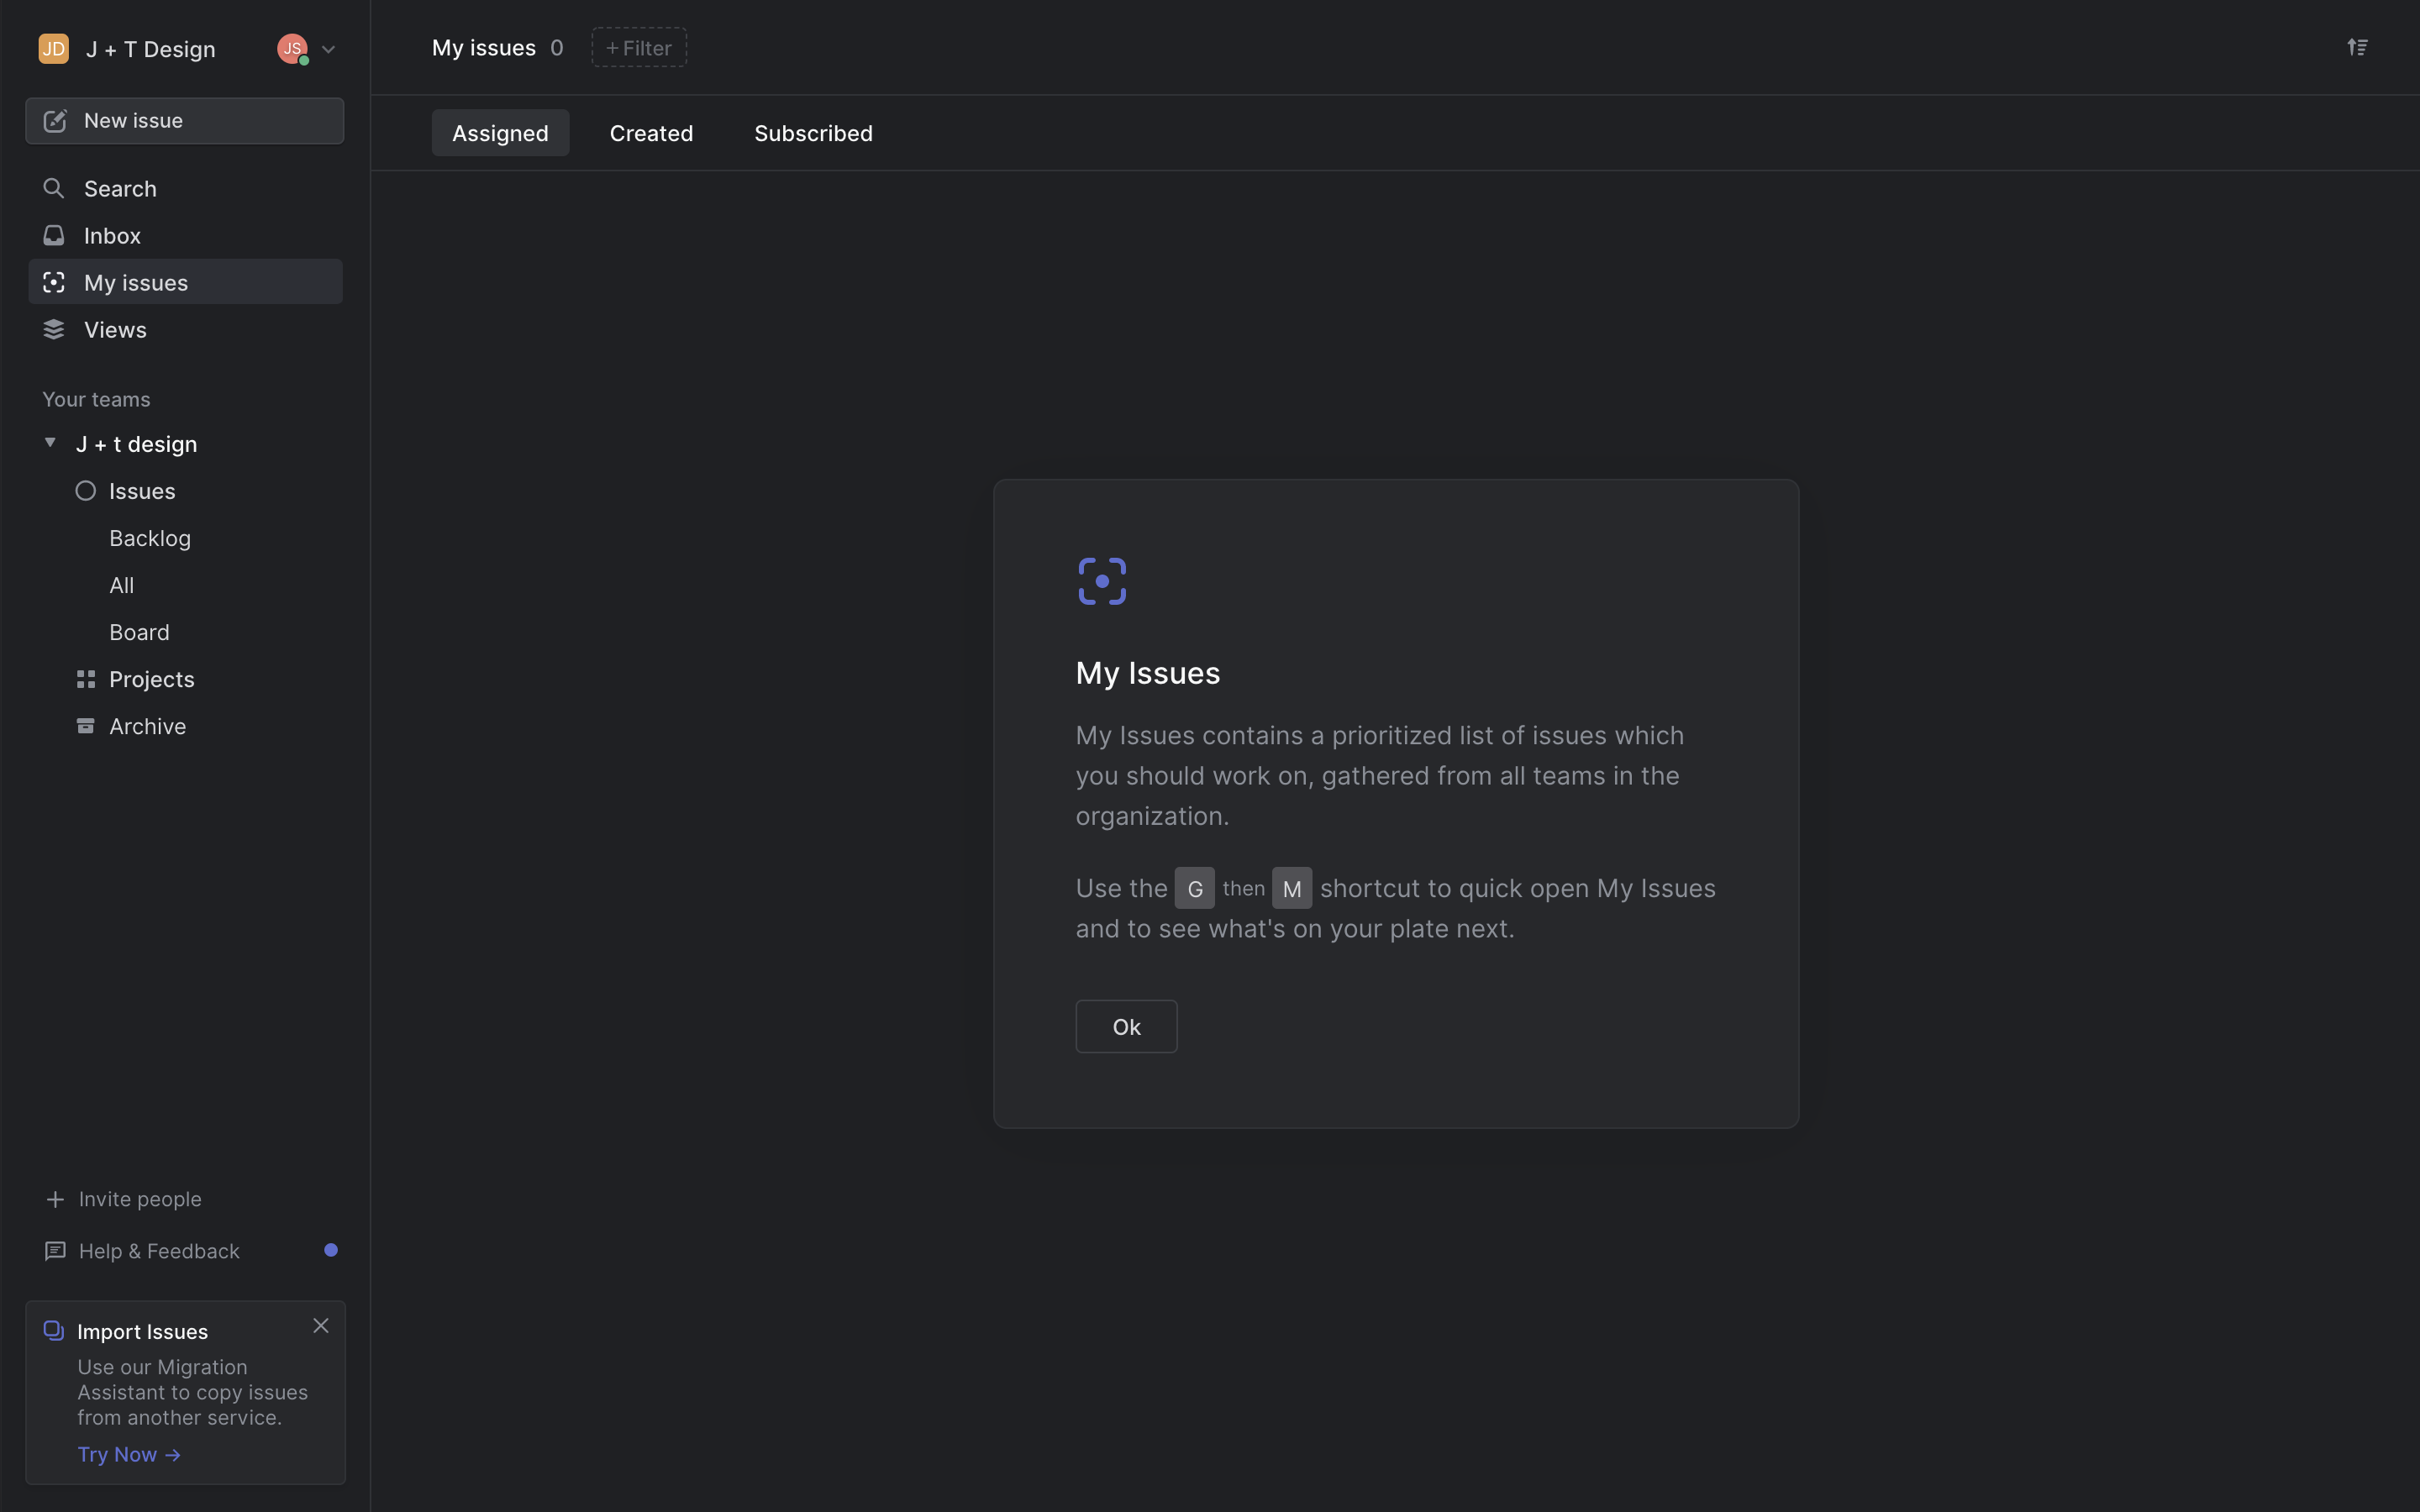 JD J + T Design JS
New issue
Search
Inbox
My issues
Views
Your teams
J + t design
Issues
Backlog
All
Board
Projects
Archive
Invite people
Help & Feedback
Import Issues
Use our Migration
Assistant to copy issues
from another service.
Try Now →
My issues 0 + Filter
Assigned Created Subscribed
My Issues
My Issues contains a prioritized list of issues which
you should work on, gathered from all teams in the
organization.
Use the G then M shortcut to quick open My Issues
and to see what's on your plate next.
Ok